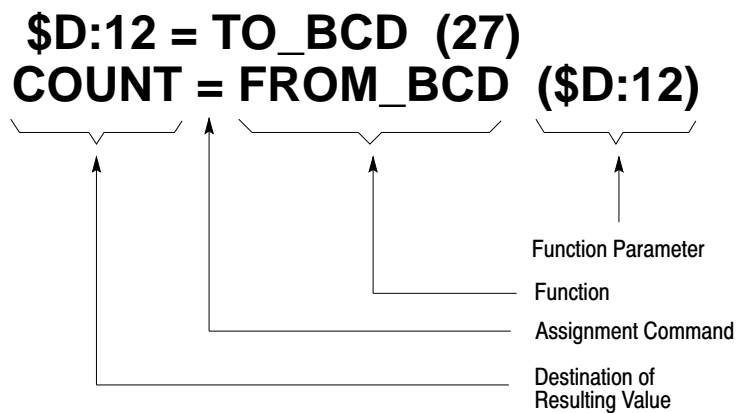 $D:12 = TO_BCD (27)
COUNT = FROM_BCD ($D:12)
Function Parameter
Function
Assignment Command
Destination of
Resulting Value